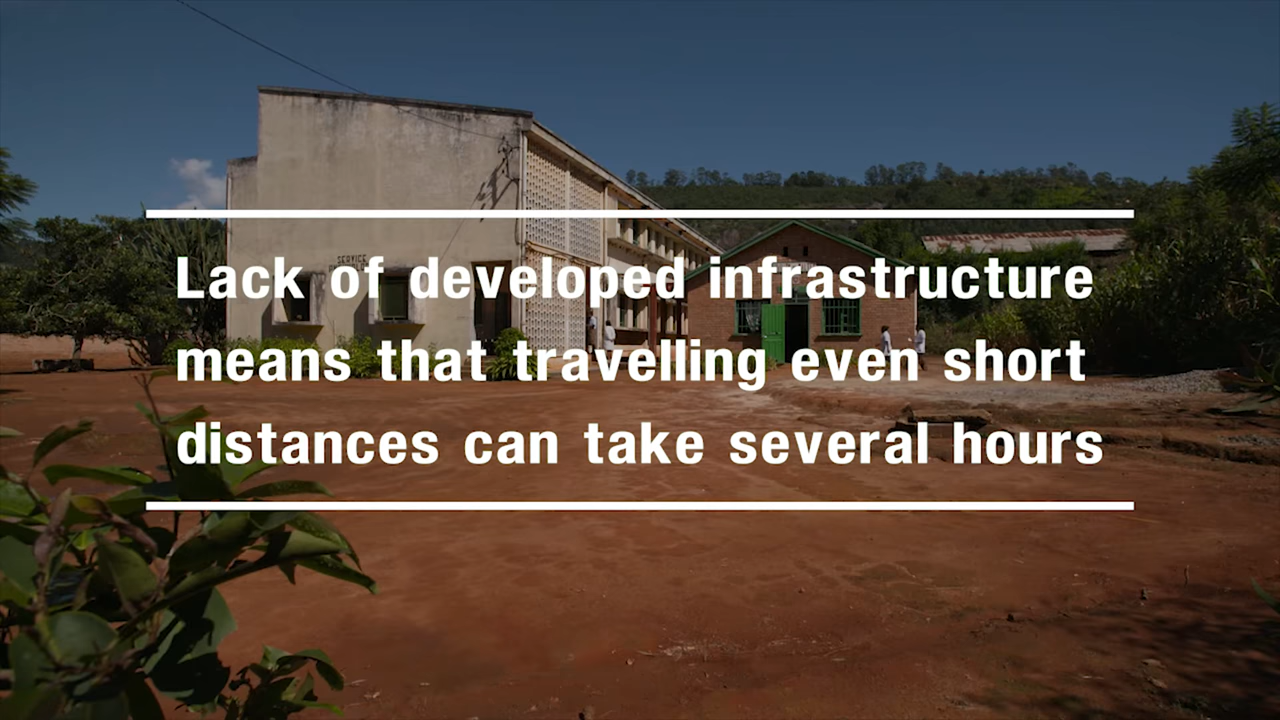 SERVICE
Lack of developed infrastructure
means that travelling even short
distances can take several hours